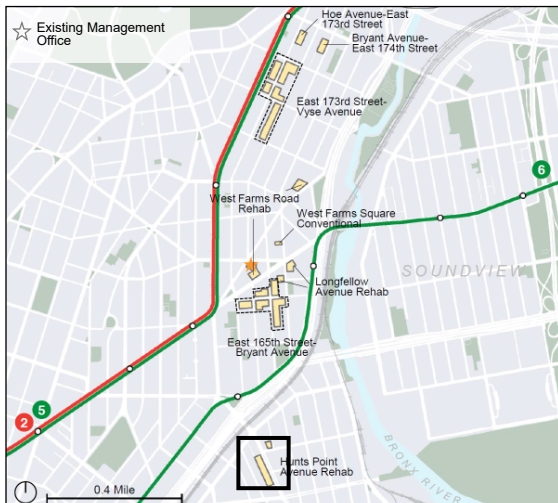 Existing Management
Office
Hoe Avenue-East
173rd Street
Bryant Avenue-
East 174th Street
East 173rd Street-
Vyse Avenue
6
West Farms Road
Rehab
West Farms Square
Conventional
SOUNDVIEW
Longfellow
Avenue Rehab
East 165th Street-
Bryant Avenue
5
2
Hunts Point
Avenue Rehab
BRONX RIVER
0.4 Mile